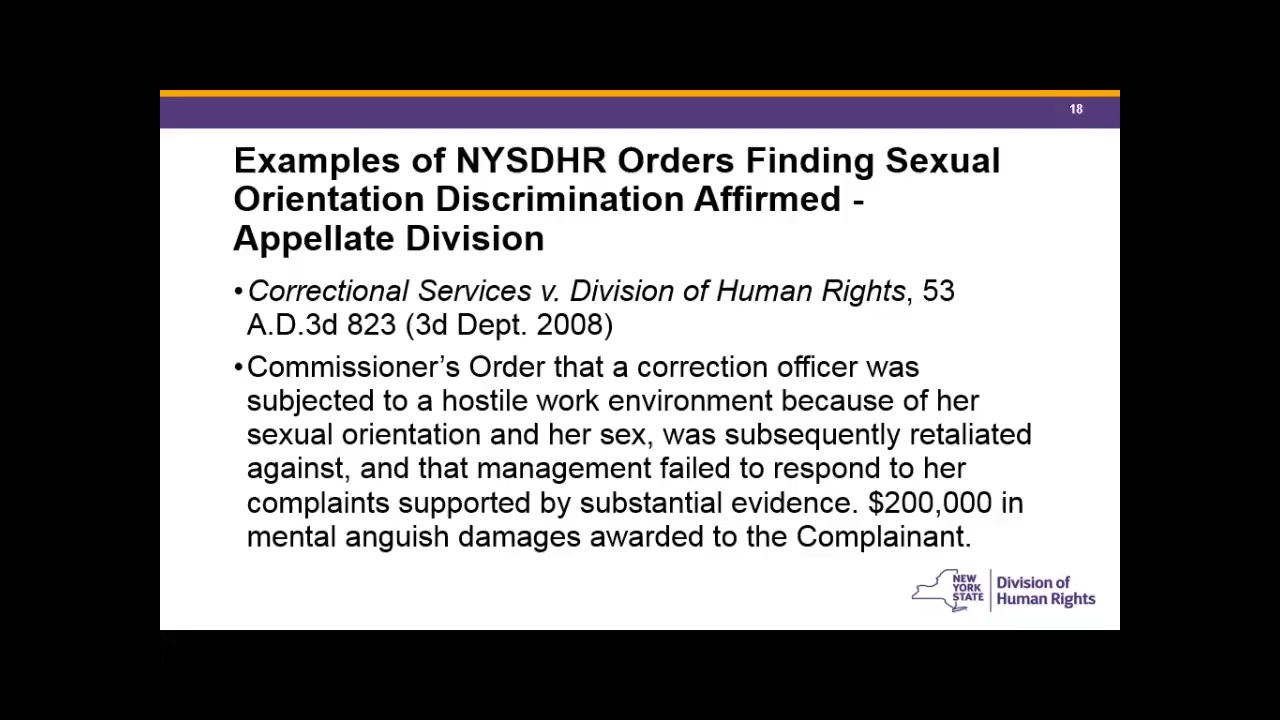 18
Examples of NYSDHR Orders Finding Sexual
Orientation Discrimination Affirmed -
Appellate Division
•Correctional Services v. Division of Human Rights, 53
A.D.3d 823 (3d Dept. 2008)
•Commissioner’s Order that a correction officer was
subjected to a hostile work environment because of her
sexual orientation and her sex, was subsequently retaliated
against, and that management failed to respond to her
complaints supported by substantial evidence. $200,000 in
mental anguish damages awarded to the Complainant.
NEW
YORK
STATE
Division of
Human Rights